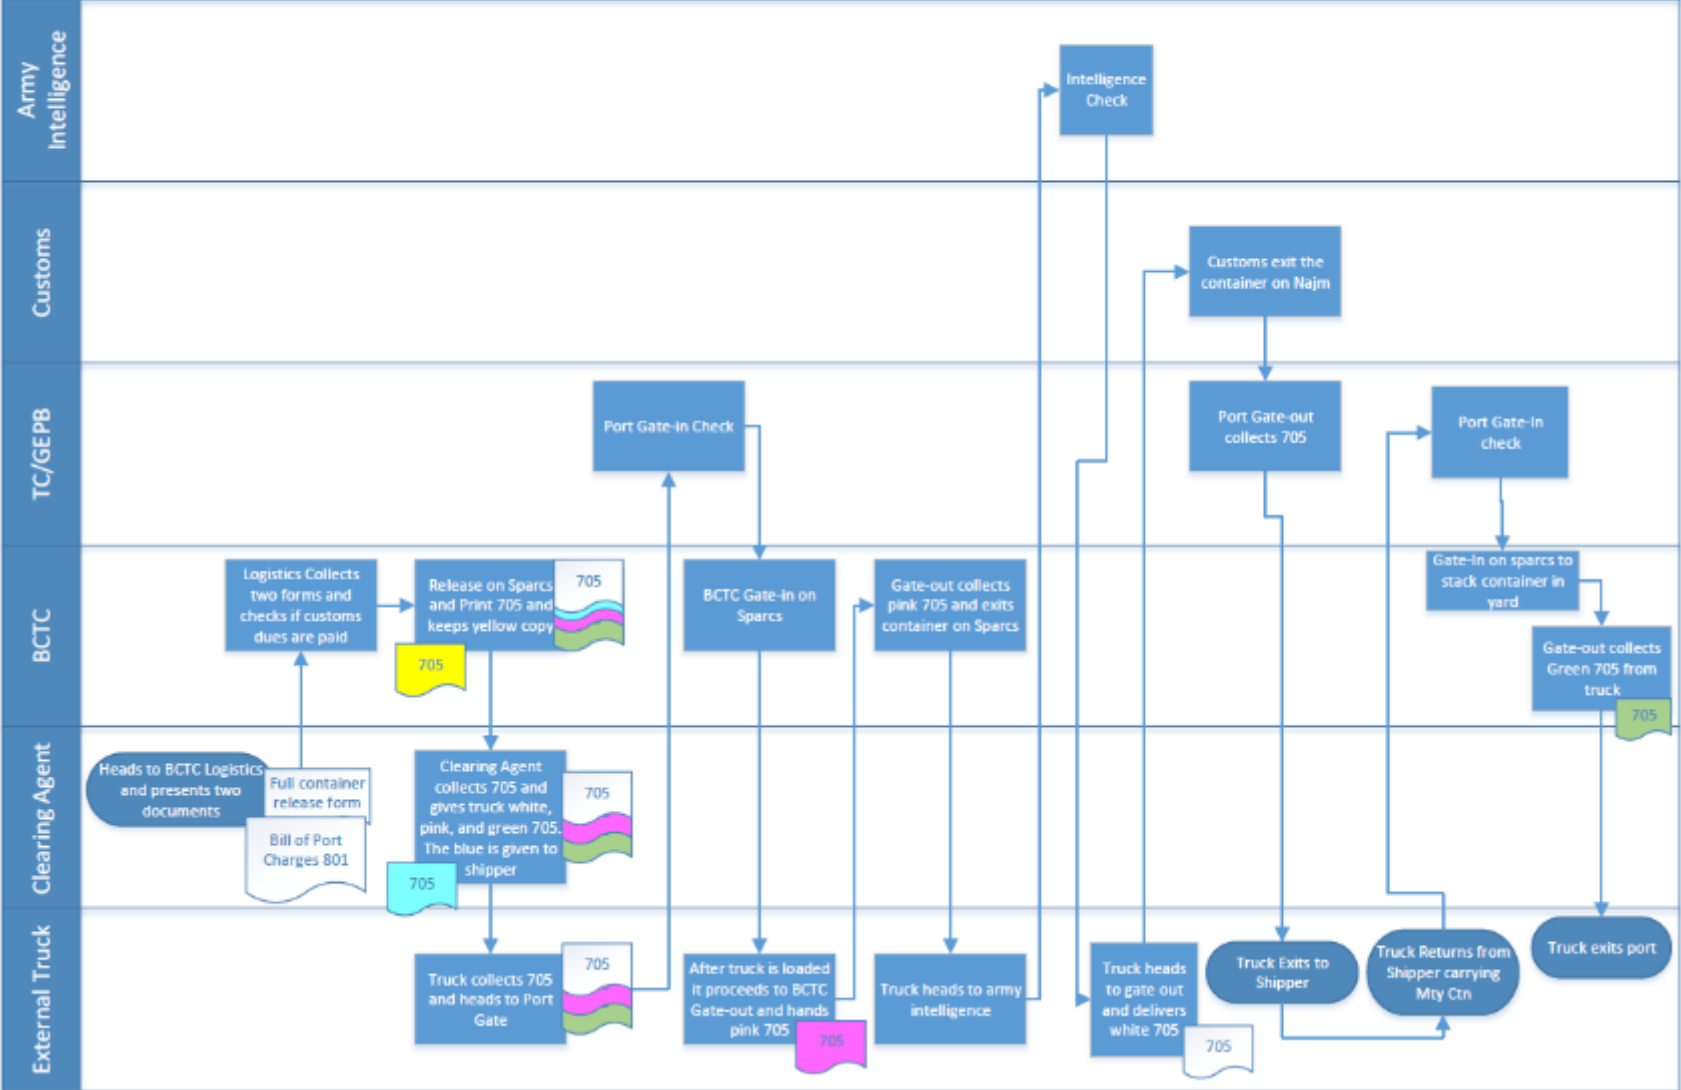 Army
Intelligence
Intelligence
Check
Customs
Customs exit the
container on Najm
TC/GEPB
Port Gate-in Check
Port Gate-out
collects 705
Port Gate-In
check
BCTC
Logistics Collects
two forms and
checks if customs
dues are paid
Release on Sparcs
and Print 705 and
keeps yellow copy
705
705
BCTC Gate-in on
Sparcs
Gate-out collects
pink 705 and exits
container on Sparcs
Gate-In on sparcs to
stack container in
yard
Gate-out collects
Green 705 from
truck
705
Clearing Agent
Heads to BCTC Logistics
and presents two
documents
Full container
release form
Bill of Port
Charges 801
Clearing Agent
collects 705 and
gives truck white,
pink, and green 705.
The blue is given to
shipper
705
705
External Truck
Truck collects 705
and heads to Port
Gate
705
After truck is loaded
it proceeds to BCTC
Gate-out and hands
pink 705
705
Truck heads to army
intelligence
Truck heads
to gate out
and delivers
white 705
705
Truck Exits to
Shipper
Truck Returns from
Shipper carrying
Mty Ctn
Truck exits port